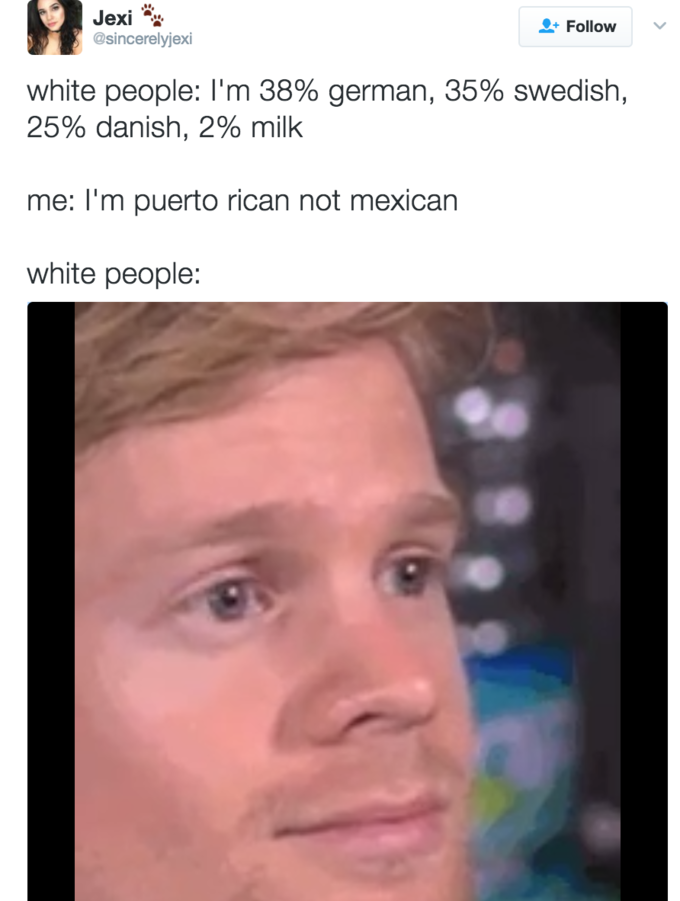 Jexi
@sincerelyjexi
Follow
white people: I'm 38% german, 35% swedish,
25% danish, 2% milk
me: I'm puerto rican not mexican
white people: